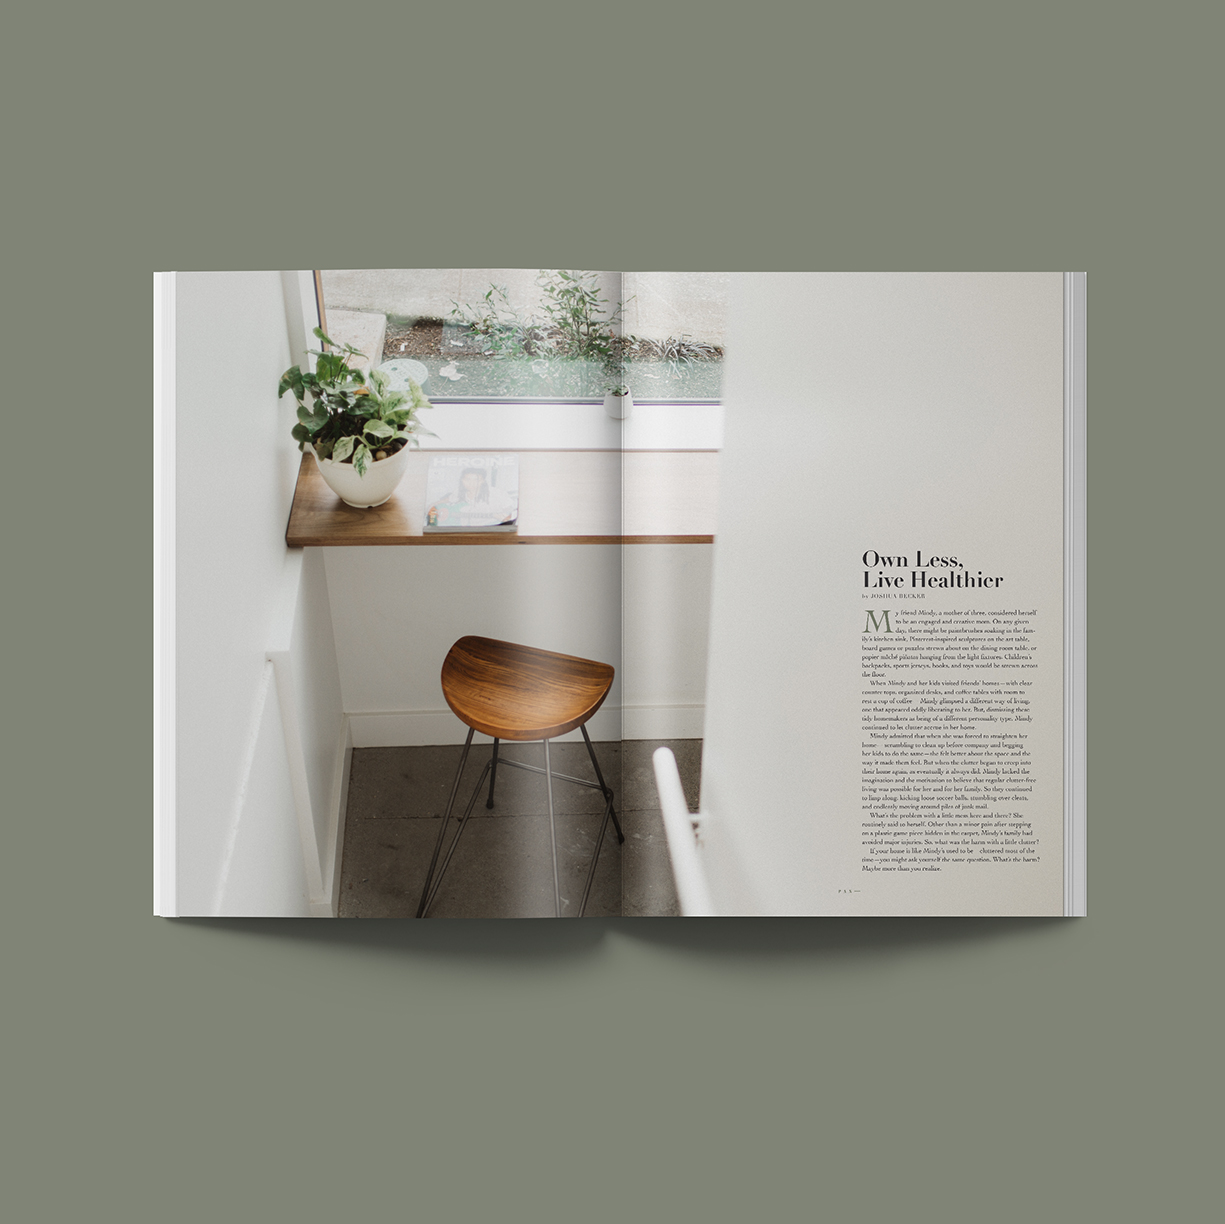 HEROINE
Own Less,
Live Healthier
by JOSHUA BECKER
My friend Mindy, a mother of three, considered herself
to be an engaged and creative mom. On any given
day, there might be paintbrushes soaking in the fam-
ily's kitchen sink, Pinterest-inspired sculptures on the art table,
board games or puzzles strewn about on the dining room table, or
papier mâché piñatas hanging from the light fixtures. Children's
backpacks, sports jerseys, books, and toys would be strewn across
the floor.
When Mindy and her kids visited friends' homes—with clear
counter tops, organized desks, and coffee tables with room to
rest a cup of coffee—Mindy glimpsed a different way of living,
one that appeared oddly liberating to her. But, dismissing these
tidy homemakers as being of a different personality type, Mindy
continued to let clutter accrue in her home.
Mindy admitted that when she was forced to straighten her
home—scrambling to clean up before company and begging
her kids to do the same—she felt better about the space and the
way it made them feel. But when the clutter began to creep into
their home again, as eventually it always did, Mindy lacked the
imagination and the motivation to believe that regular clutter-free
living was possible for her and for her family. So they continued
to limp along, kicking loose soccer balls, stumbling over cleats,
and endlessly moving around piles of junk mail.
What's the problem with a little mess here and there? She
routinely said to herself. Other than a minor pain after stepping
on a plastic game piece hidden in the carpet, Mindy's family had
avoided major injuries. So, what was the harm with a little clutter?
If your home is like Mindy's used to be—cluttered most of the
time—you might ask yourself the same question. What's the harm?
Maybe more than you realize.